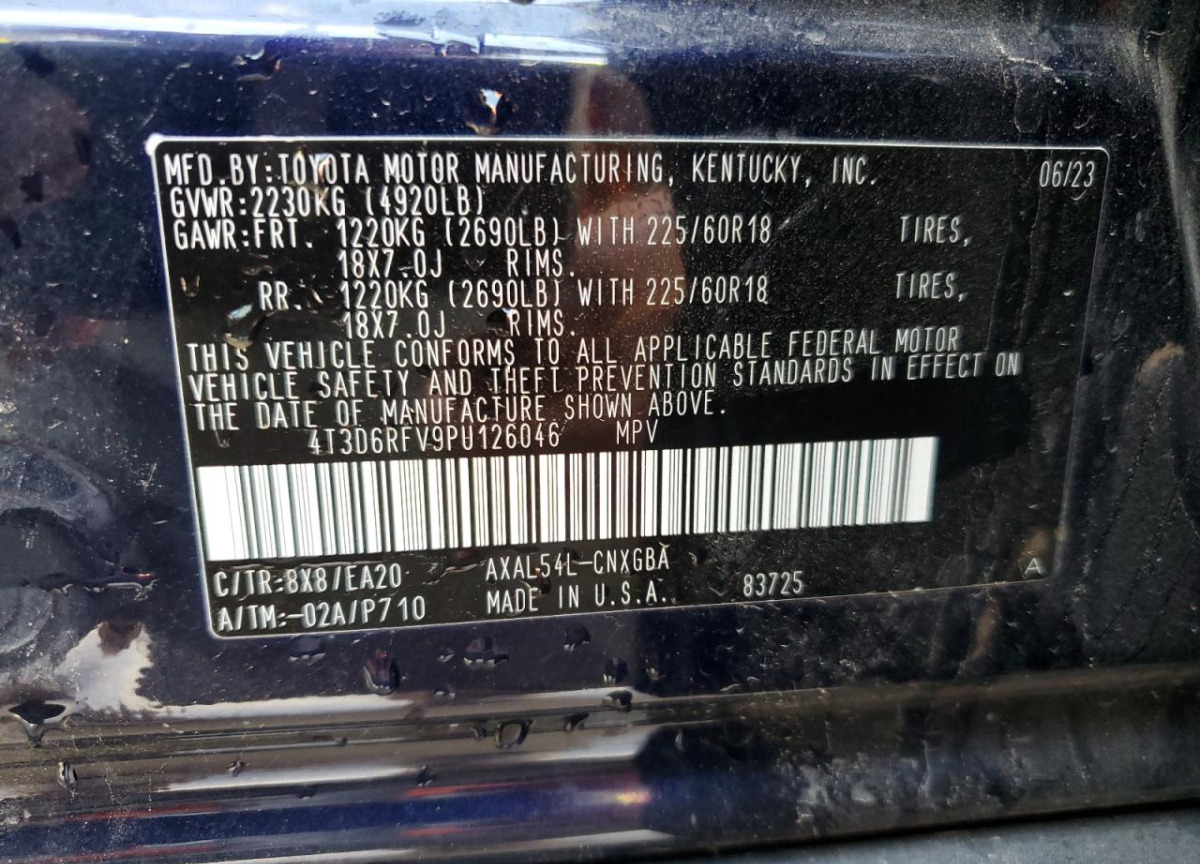 MFD.BY:TOYOTA MOTOR MANUFACTURING, KENTUCKY, INC. 06/23
GVWR:2230KG (4920LB)
GAWR:FRT. 1220KG (2690LB) WITH 225/60R18 TIRES,
18X7.0J RIMS.
RR. 1220KG (2690LB) WITH 225/60R18 TIRES,
18X7.0J RIMS.
THIS VEHICLE CONFORMS TO ALL APPLICABLE FEDERAL MOTOR
VEHICLE SAFETY AND THEFT PREVENTION STANDARDS IN EFFECT ON
THE DATE OF MANUFACTURE SHOWN ABOVE.
4T3D6RFV9PU126046 MPV
C/TR:8X8/EA20 AXAL54L-CNXGBA A
A/TM:-02A/P710 MADE IN U.S.A. 83725